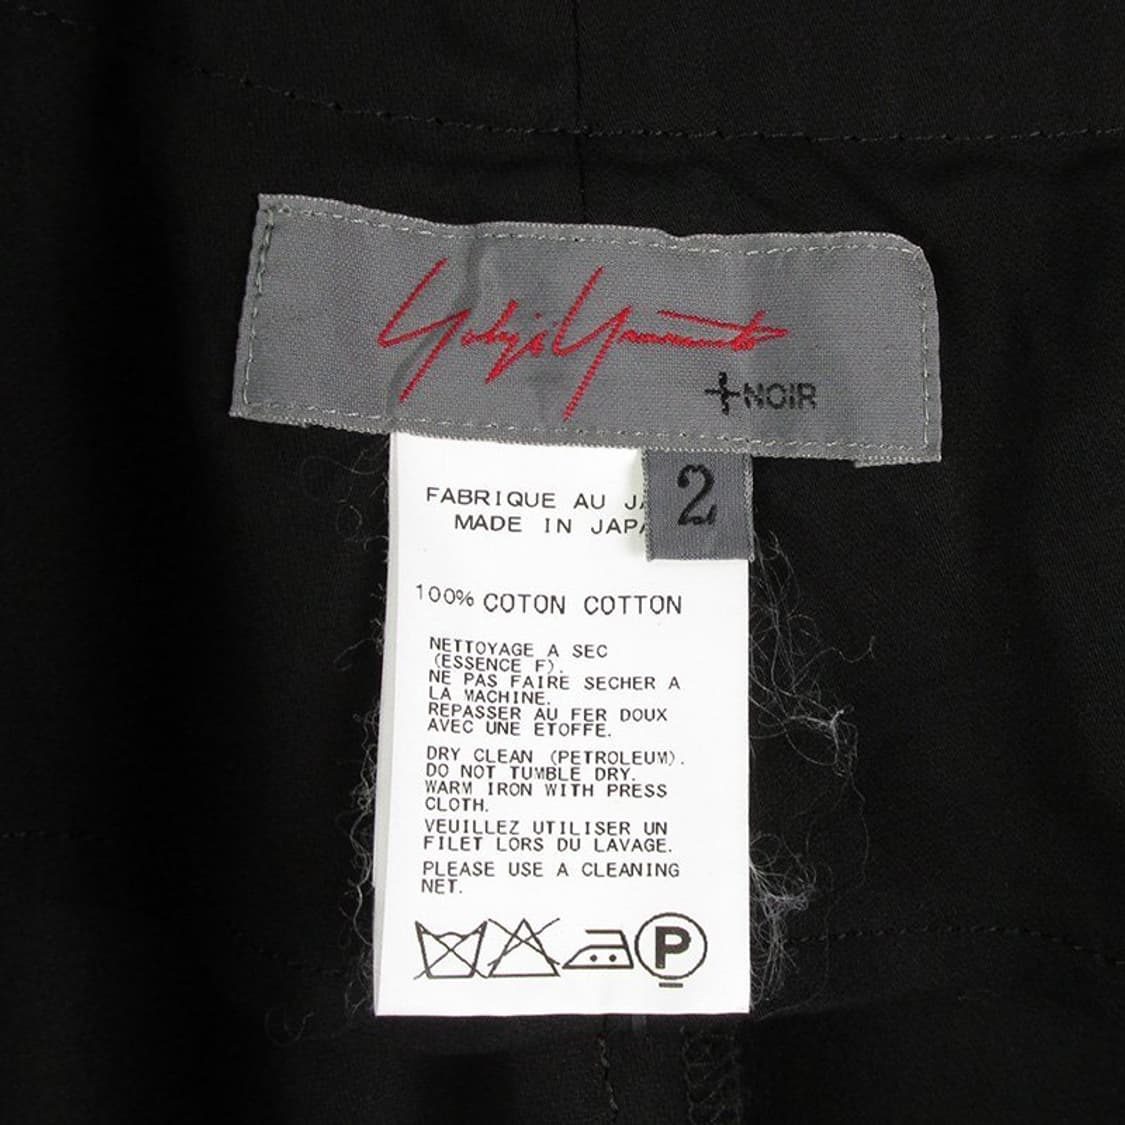 Yohji Yamamoto
+NOIR
2
FABRIQUE AU JA
MADE IN JAPA
100% COTON COTTON
NETTOYAGE A SEC
(ESSENCE F).
NE PAS FAIRE SECHER A
LA MACHINE.
REPASSER AU FER DOUX
AVEC UNE ETOFFE.
DRY CLEAN (PETROLEUM).
DO NOT TUMBLE DRY.
WARM IRON WITH PRESS
CLOTH.
VEUILLEZ UTILISER UN
FILET LORS DU LAVAGE.
PLEASE USE A CLEANING
NET.
P